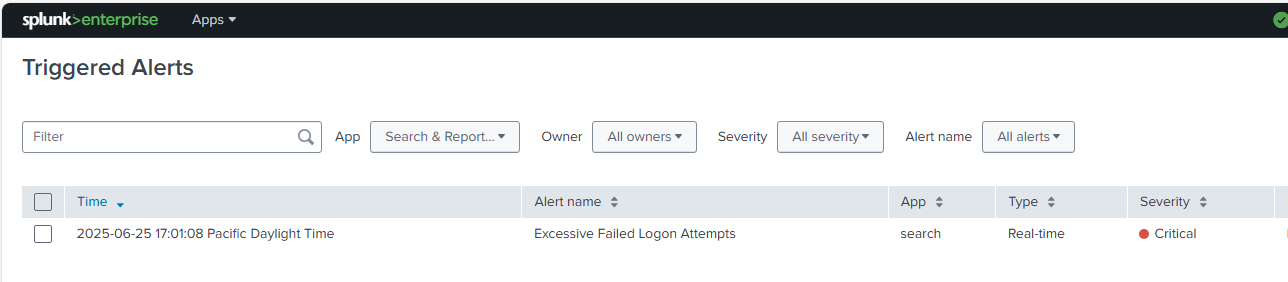 splunk>enterprise Apps
Triggered Alerts
Filter App Search & Report... Owner All owners Severity All severity Alert name All alerts
Time Alert name App Type Severity
2025-06-25 17:01:08 Pacific Daylight Time Excessive Failed Logon Attempts search Real-time Critical